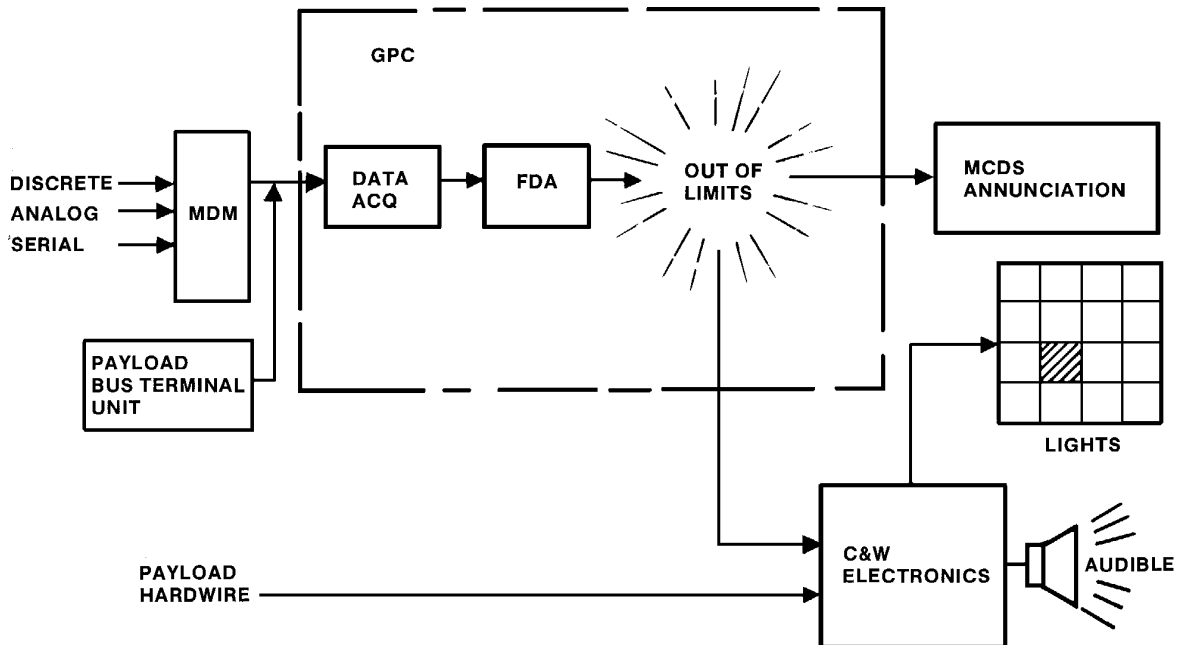 GPC
DISCRETE
ANALOG
SERIAL
MDM
DATA
ACQ
FDA
OUT OF
LIMITS
MCDS
ANNUNCIATION
PAYLOAD
BUS TERMINAL
UNIT
LIGHTS
PAYLOAD
HARDWIRE
C&W
ELECTRONICS
AUDIBLE